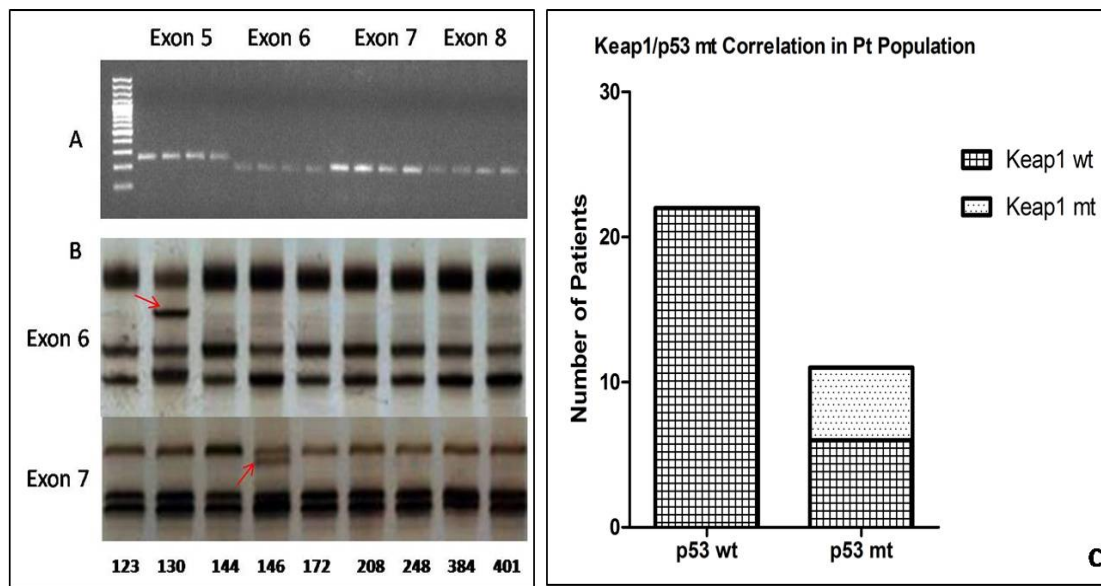 Exon 5 Exon 6 Exon 7 Exon 8
A
B
Exon 6
Exon 7
123 130 144 146 172 208 248 384 401
Keap1/p53 mt Correlation in Pt Population
30
20
10
0
Number of Patients
p53 wt p53 mt
Keap1 wt
Keap1 mt
C